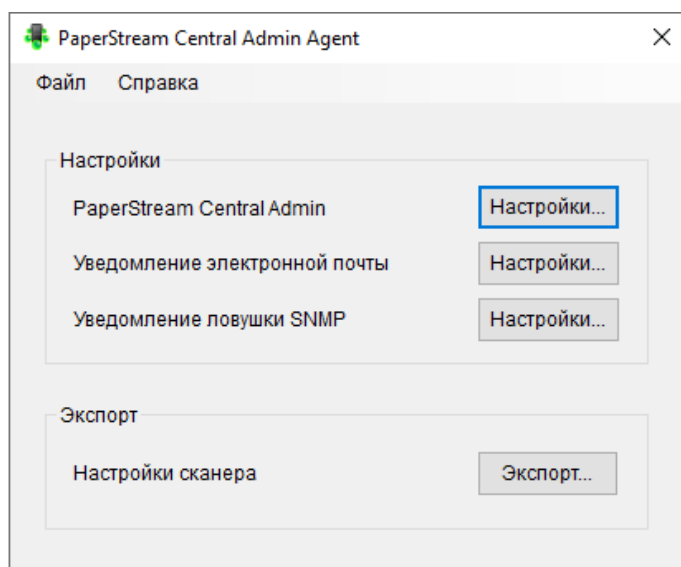 PaperStream Central Admin Agent
Файл Справка
Настройки
PaperStream Central Admin Настройки...
Уведомление электронной почты Настройки...
Уведомление ловушки SNMP Настройки...
Экспорт
Настройки сканера Экспорт...